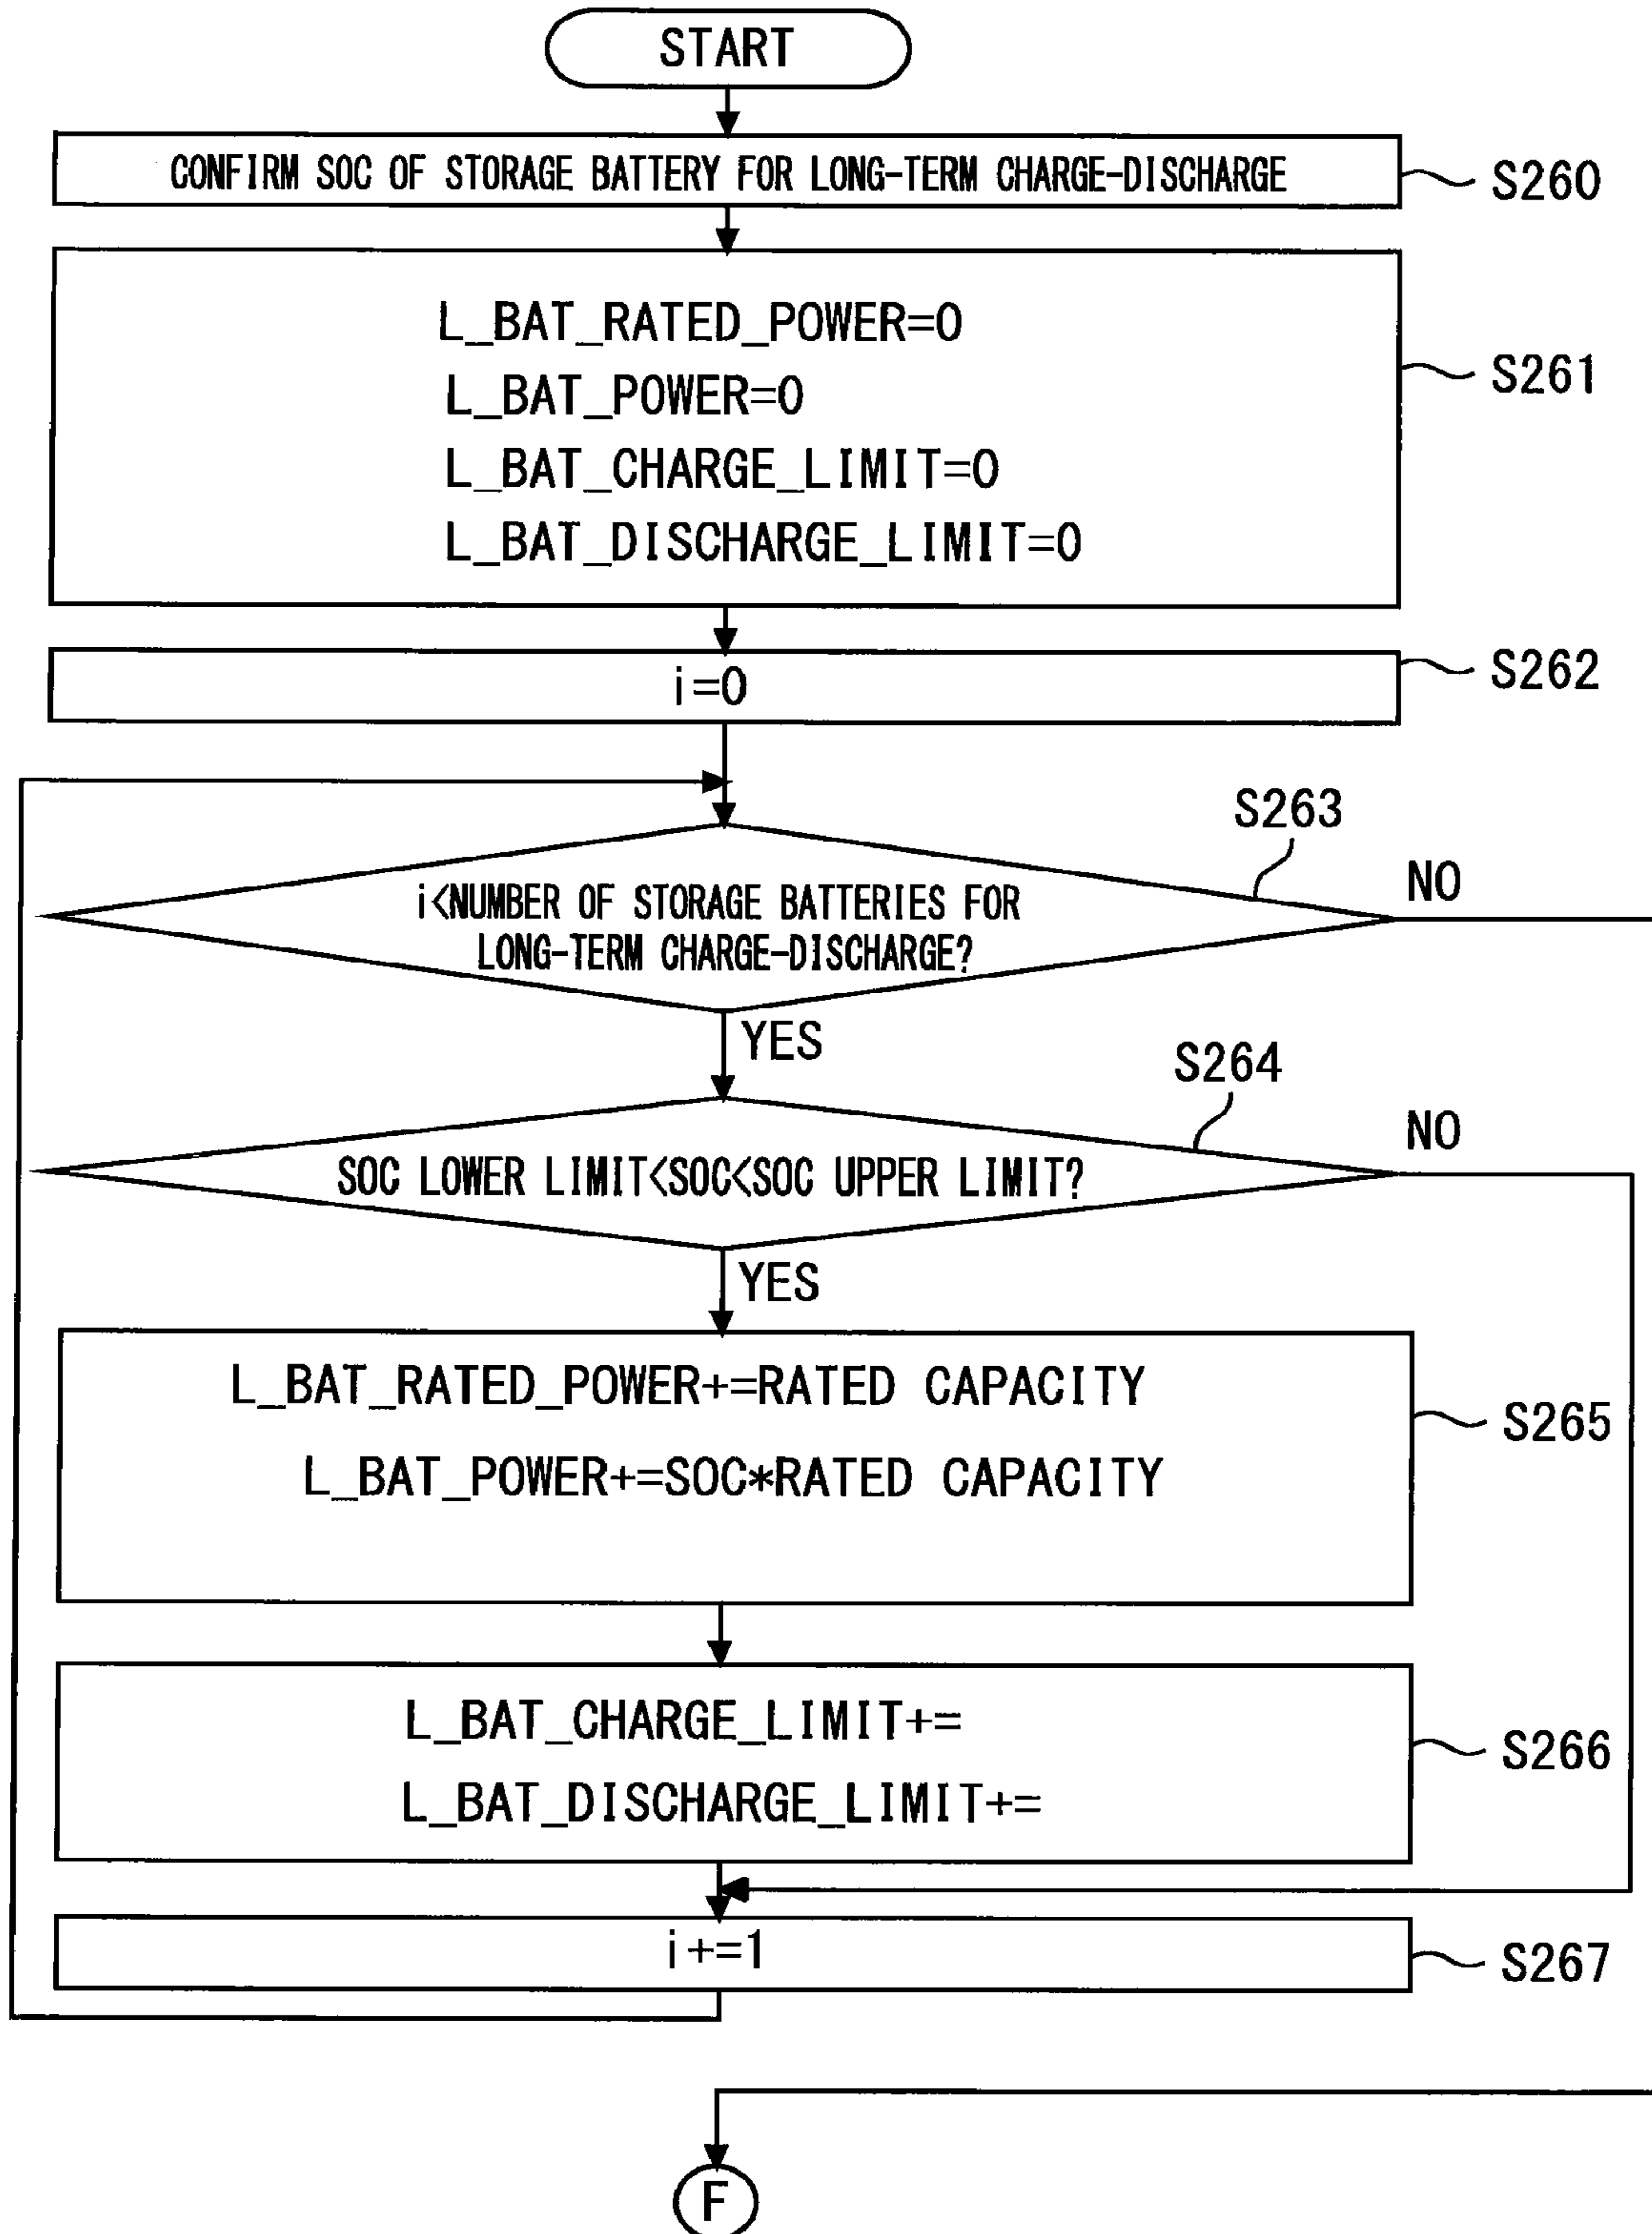 START
CONFIRM SOC OF STORAGE BATTERY FOR LONG-TERM CHARGE-DISCHARGE
S260
L_BAT_RATED_POWER=0
L_BAT_POWER=0
L_BAT_CHARGE_LIMIT=0
L_BAT_DISCHARGE_LIMIT=0
S261
i=0
S262
S263
i<NUMBER OF STORAGE BATTERIES FOR
LONG-TERM CHARGE-DISCHARGE?
NO
YES
S264
SOC LOWER LIMIT<SOC<SOC UPPER LIMIT?
NO
YES
L_BAT_RATED_POWER+=RATED CAPACITY
L_BAT_POWER+=SOC*RATED CAPACITY
S265
L_BAT_CHARGE_LIMIT+=
L_BAT_DISCHARGE_LIMIT+=
S266
i+=1
S267
F